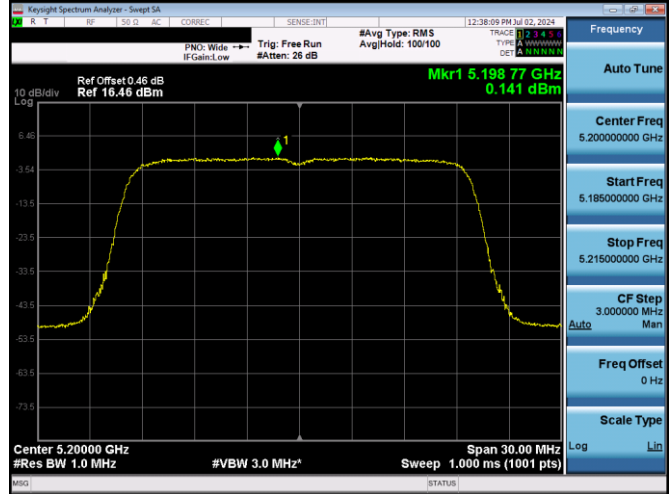 Keysight Spectrum Analyzer - Swept SA
R T RF 50 Ω AC CORREC SENSE:INT 12:38:09 PM Jul 02, 2024
#Avg Type: RMS TRACE 1 2 3 4 5 6 Frequency
PNO: Wide Trig: Free Run Avg|Hold: 100/100 TYPE A WWWWW
IFGain:Low #Atten: 26 dB DET A N N N N N
Auto Tune
Mkr1 5.198 77 GHz
Ref Offset 0.46 dB
10 dB/div Ref 16.46 dBm 0.141 dBm
Log
1
6.46
-3.54
-13.5
-23.5
-33.5
-43.5
-53.5
-63.5
-73.5
Center Freq
5.200000000 GHz
Start Freq
5.185000000 GHz
Stop Freq
5.215000000 GHz
CF Step
3.000000 MHz
Auto Man
Freq Offset
0 Hz
Scale Type
Log Lin
Center 5.20000 GHz Span 30.00 MHz
#Res BW 1.0 MHz #VBW 3.0 MHz* Sweep 1.000 ms (1001 pts)
MSG STATUS